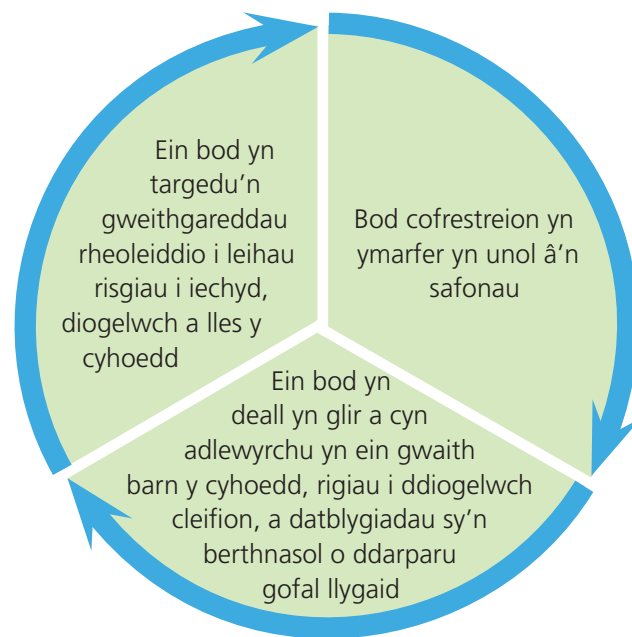 Ein bod yn
targedu'n
gweithgareddau
rheoleiddio i leihau
risgiau i iechyd,
diogelwch a lles y
cyhoedd
Bod cofrestreion yn
ymarfer yn unol â'n
safonau
Ein bod yn
deall yn glir a cyn
adlewyrchu yn ein gwaith
barn y cyhoedd, rigiau i ddiogelwch
cleifion, a datblygiadau sy'n
berthnasol o ddarparu
gofal llygaid